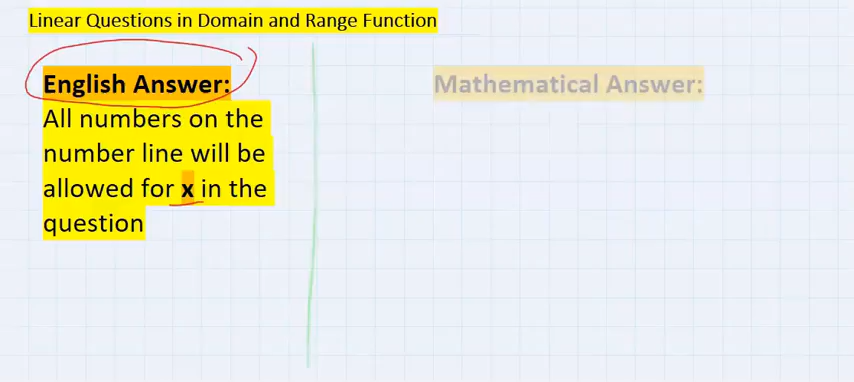 Linear Questions in Domain and Range Function
English Answer:
All numbers on the
number line will be
allowed for x in the
question
Mathematical Answer: